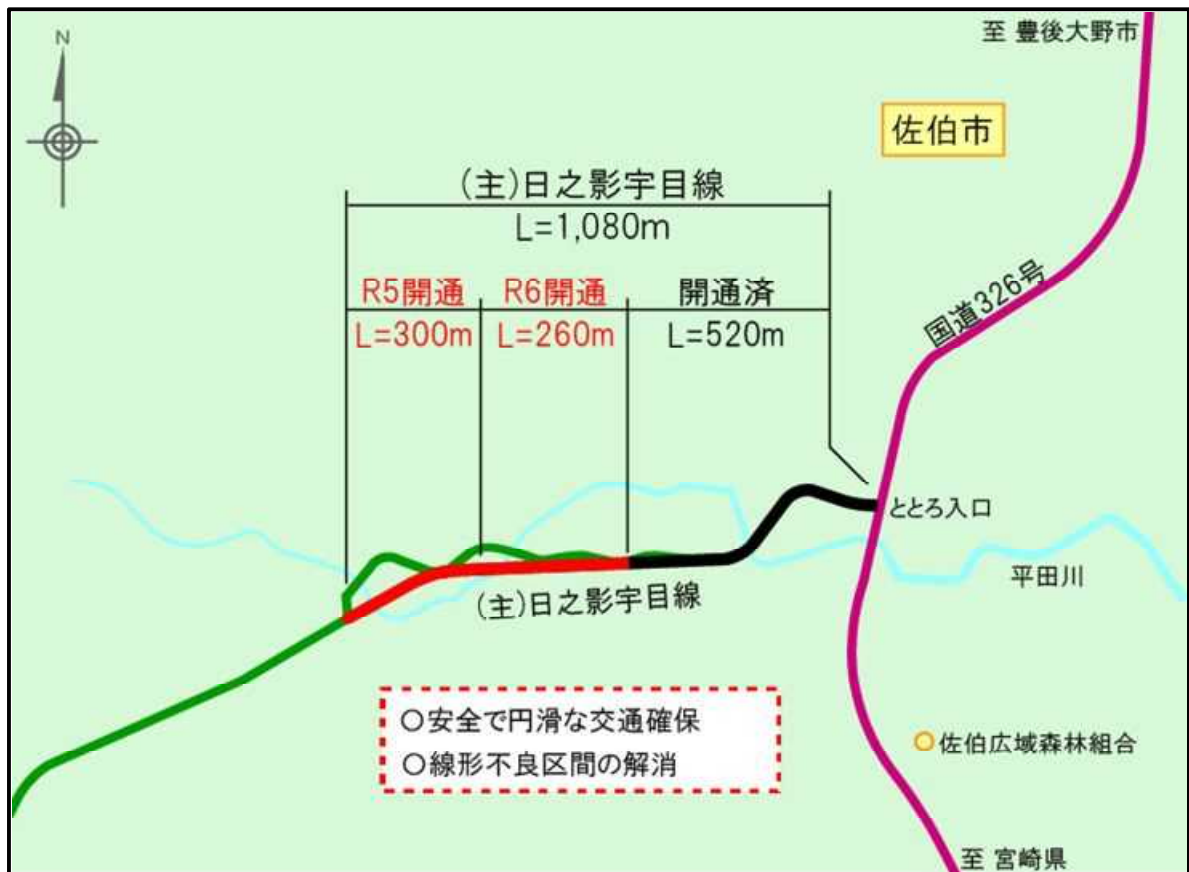 N
至 豊後大野市
佐伯市
(主)日之影宇目線
L=1,080m
R5開通
R6開通
開通済
L=300m
L=260m
L=520m
国道326号
ととろ入口
平田川
(主)日之影宇目線
○安全で円滑な交通確保
○線形不良区間の解消
佐伯広域森林組合
至 宮崎県